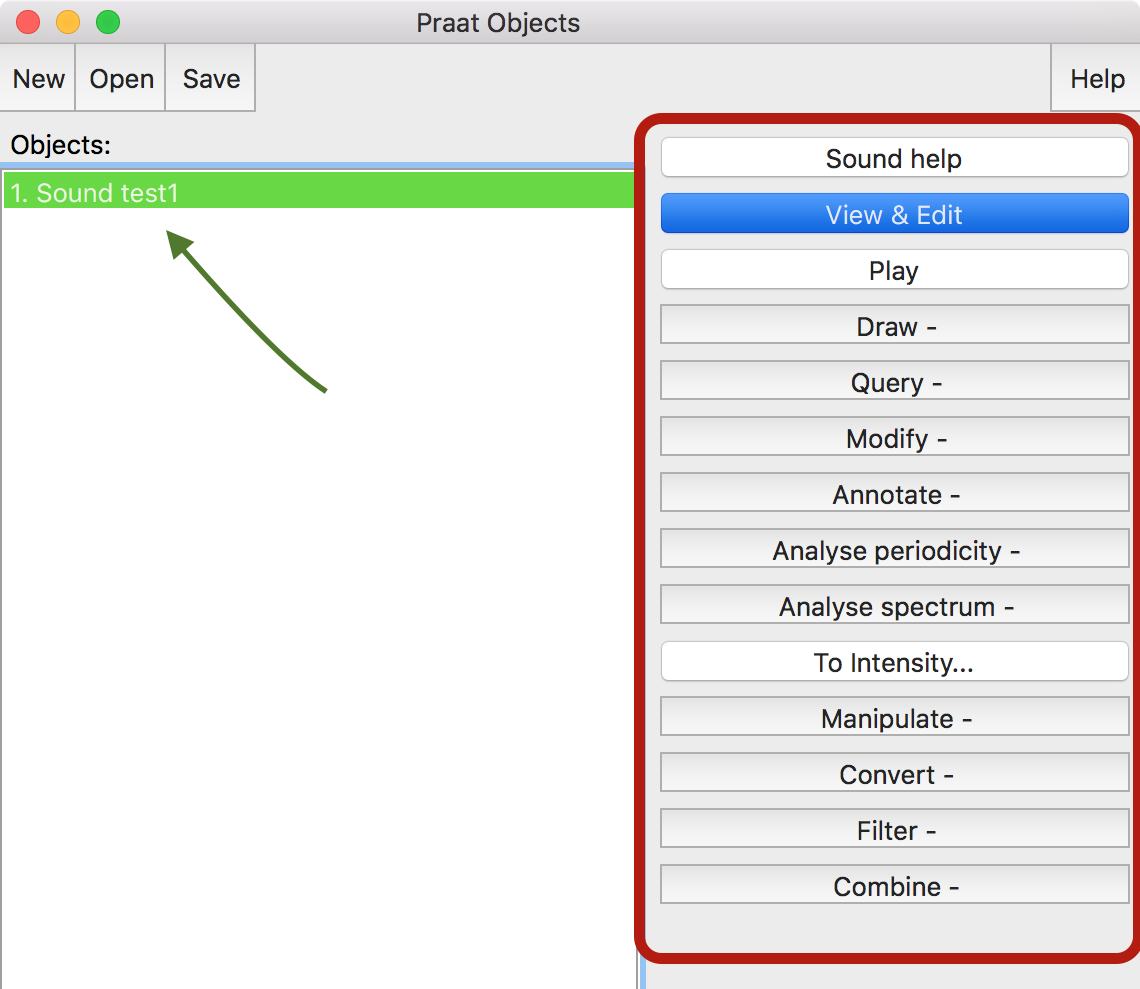 Praat Objects
New
Open
Save
Help
Objects:
1. Sound test1
Sound help
View & Edit
Play
Draw -
Query -
Modify -
Annotate -
Analyse periodicity -
Analyse spectrum -
To Intensity...
Manipulate -
Convert -
Filter -
Combine -